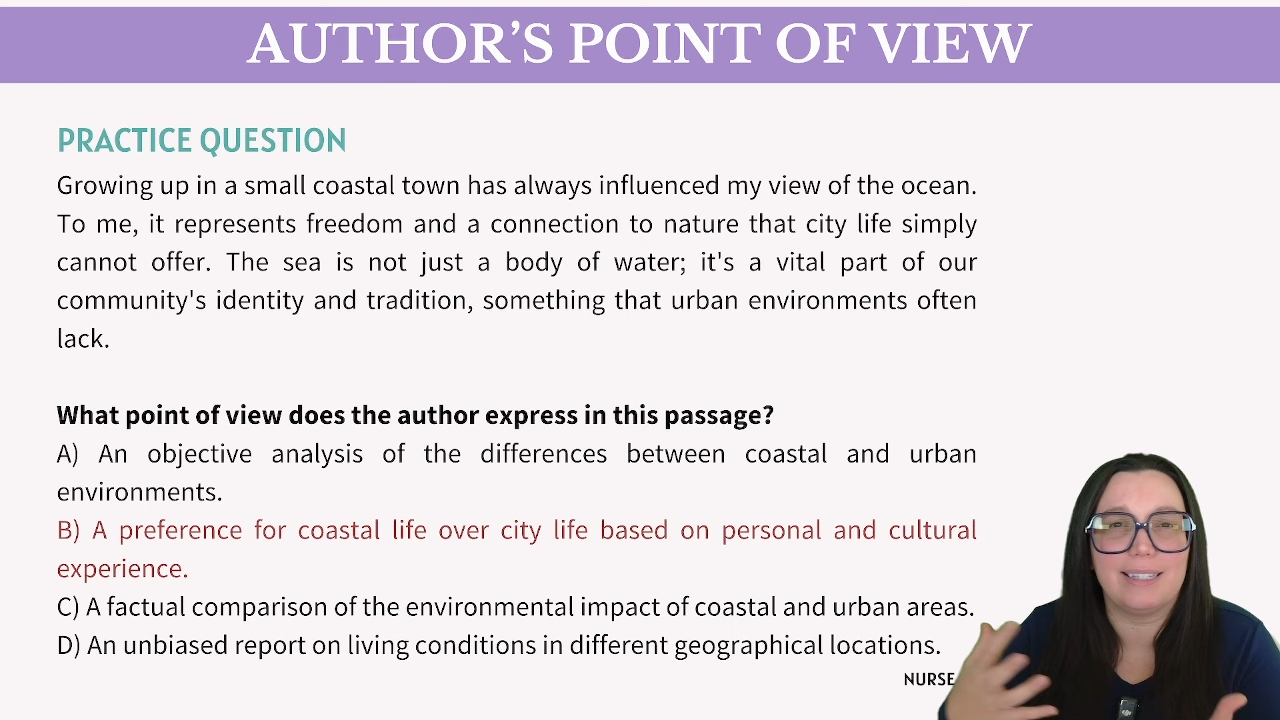 AUTHOR'S POINT OF VIEW
PRACTICE QUESTION
Growing up in a small coastal town has always influenced my view of the ocean.
To me, it represents freedom and a connection to nature that city life simply
cannot offer. The sea is not just a body of water; it's a vital part of our
community's identity and tradition, something that urban environments often
lack.
What point of view does the author express in this passage?
A) An objective analysis of the differences between coastal and urban
environments.
B) A preference for coastal life over city life based on personal and cultural
experience.
C) A factual comparison of the environmental impact of coastal and urban areas.
D) An unbiased report on living conditions in different geographical locations.
NURSE